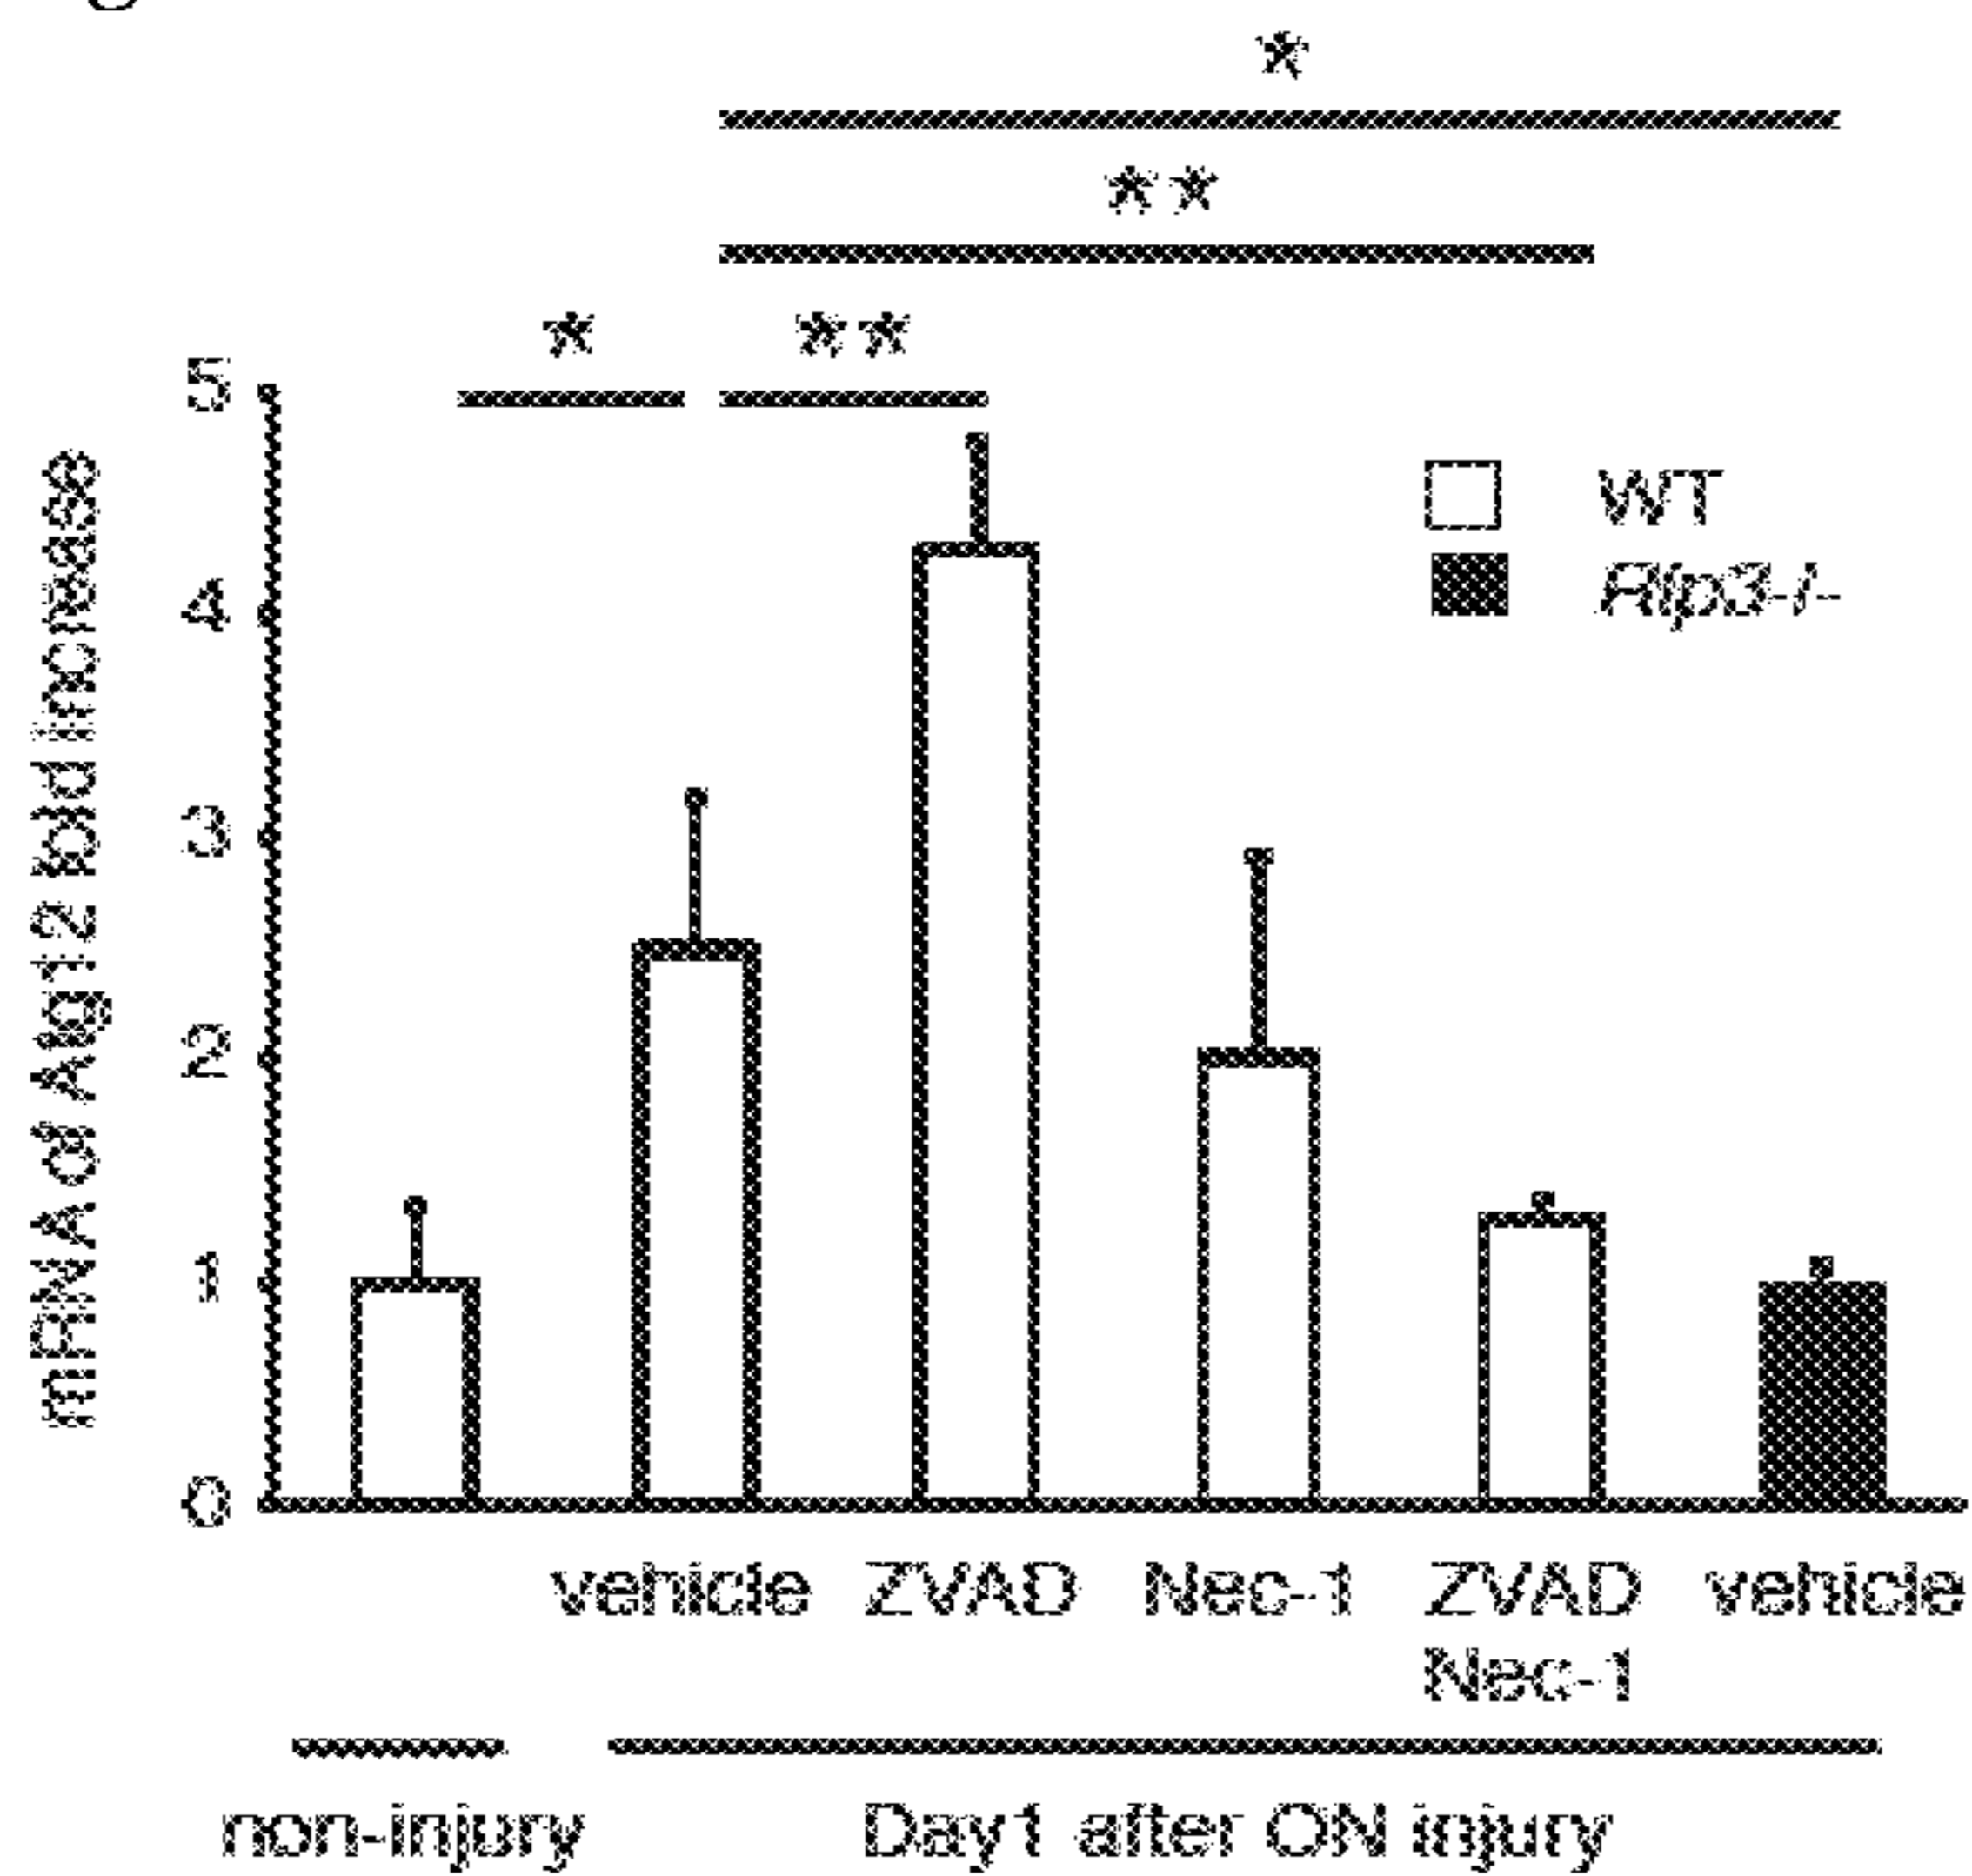 *
**
* **
5
4
3
2
1
0
mRNA of Atg12 fold increase
WT
Rip3-/-
vehicle ZVAD Nec-1 ZVAD vehicle
Nec-1
non-injury Day1 after ON injury